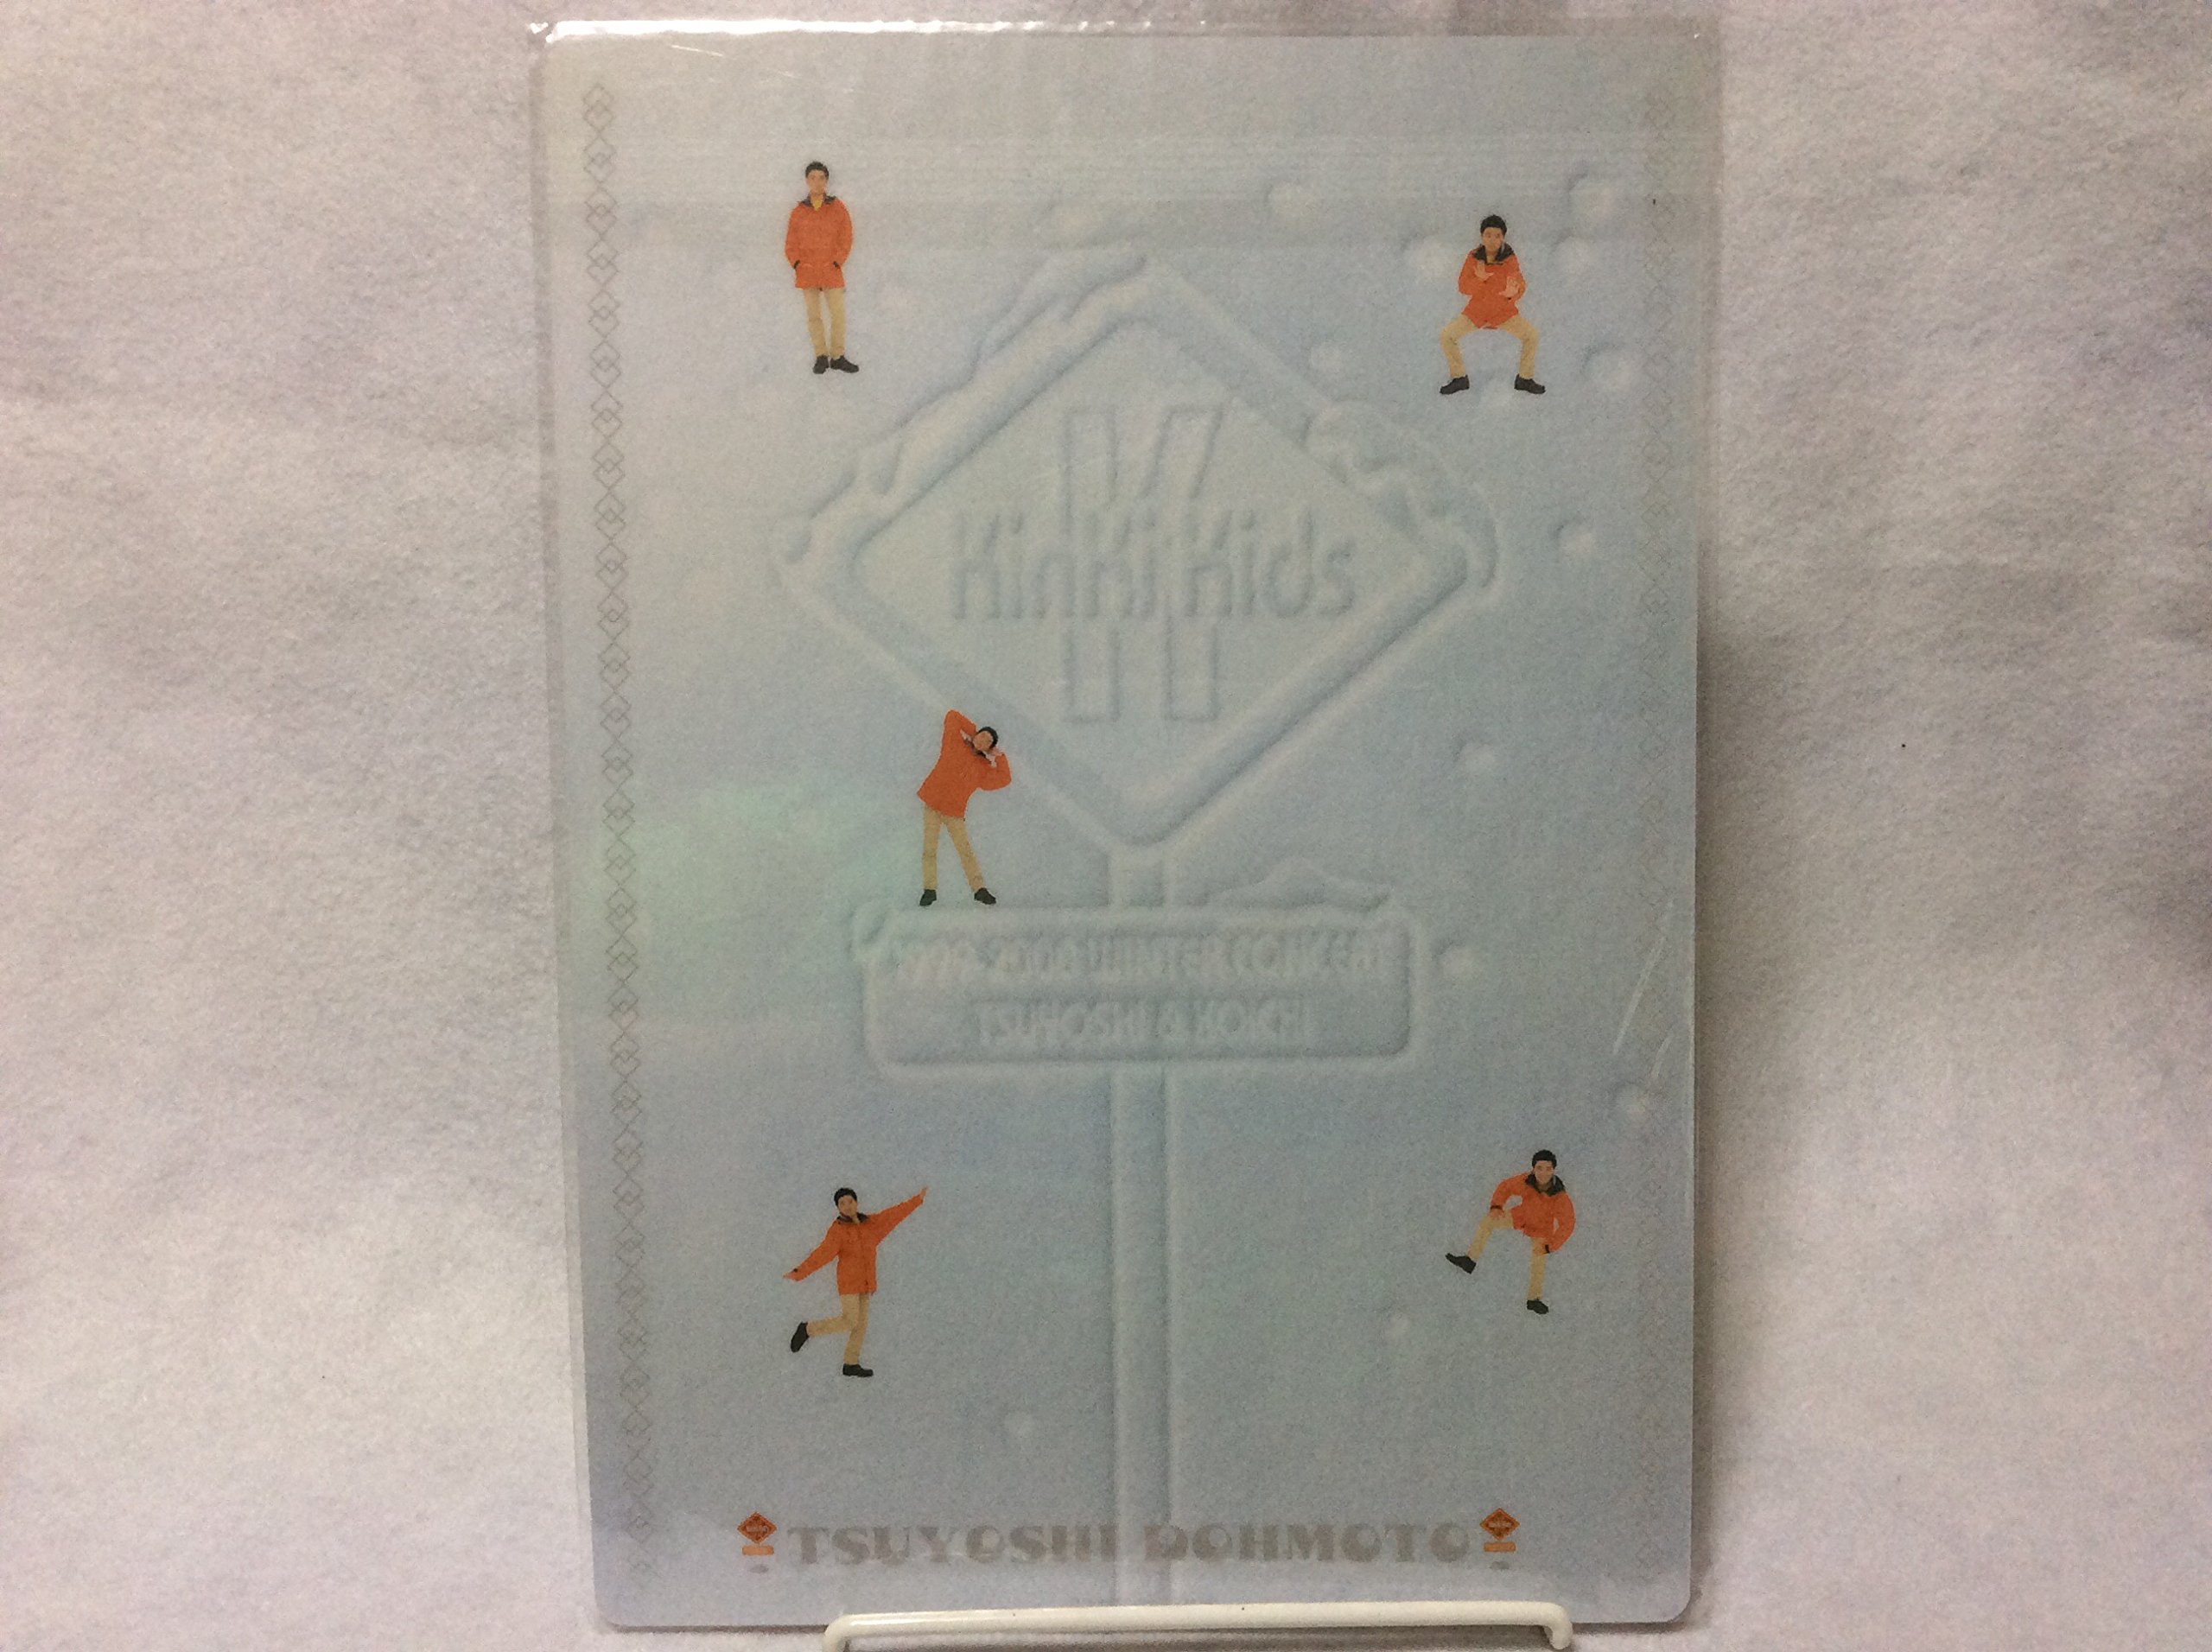 K
KinKi Kids
1999-2000 WINTER CONCERT
TSUYOSHI & KOICHI
TSUYOSHI DOHMOTO